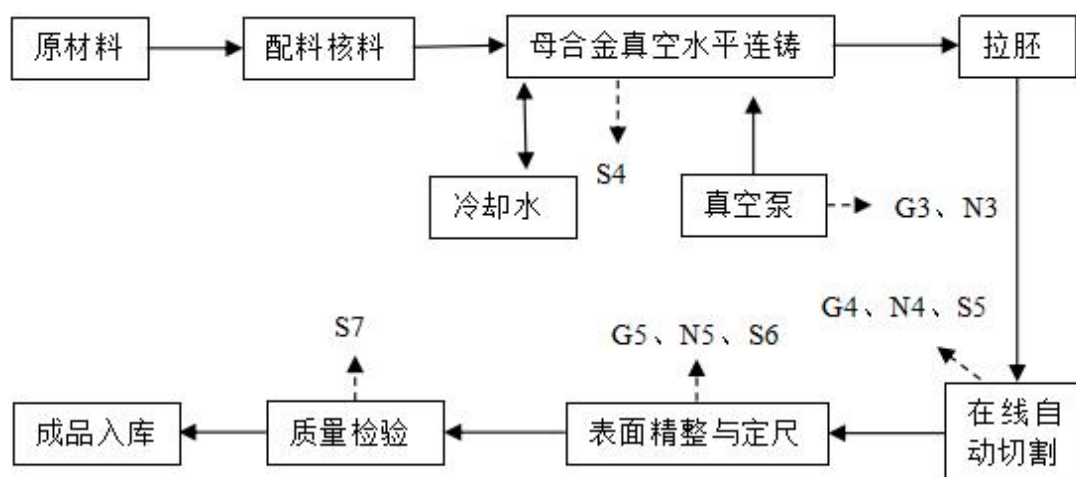 原材料
配料核料
母合金真空水平连铸
拉胚
S4
冷却水
真空泵
G3、N3
G4、N4、S5
S7
G5、N5、S6
成品入库
质量检验
表面精整与定尺
在线自
动切割